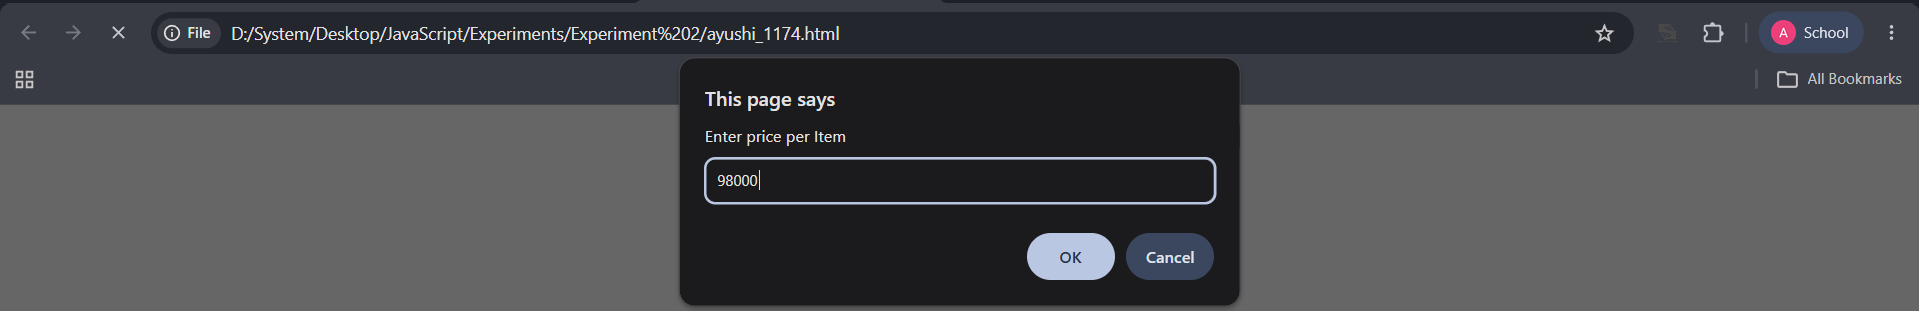 File D:/System/Desktop/JavaScript/Experiments/Experiment%202/ayushi_1174.html
A School
All Bookmarks
This page says
Enter price per Item
98000
OK Cancel